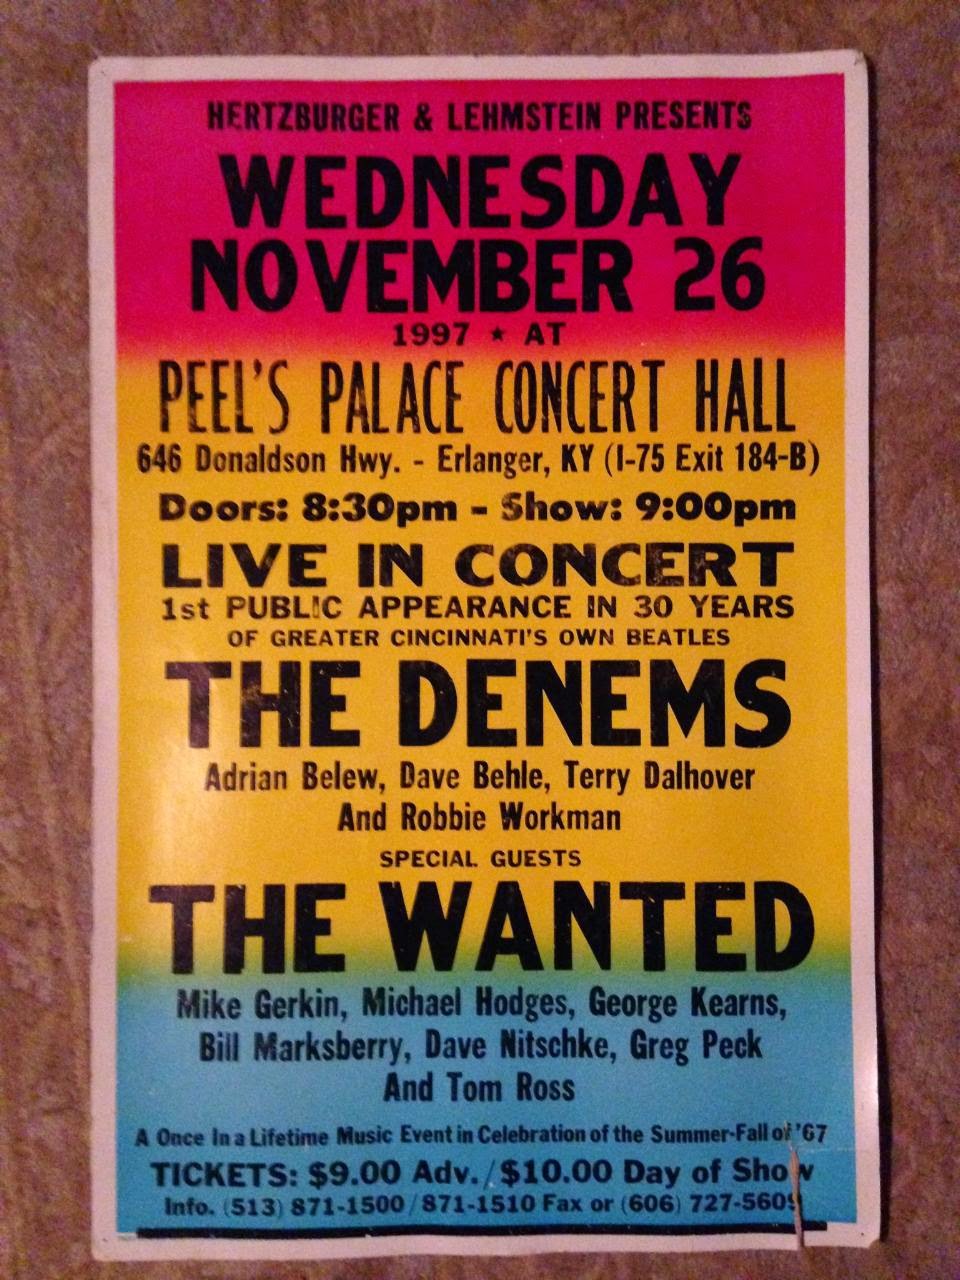 HERTZBURGER & LEHMSTEIN PRESENTS
WEDNESDAY
NOVEMBER 26
1997 ★ AT
PEEL'S PALACE CONCERT HALL
646 Donaldson Hwy. - Erlanger, KY (I-75 Exit 184-B)
Doors: 8:30pm - Show: 9:00pm
LIVE IN CONCERT
1st PUBLIC APPEARANCE IN 30 YEARS
OF GREATER CINCINNATI'S OWN BEATLES
THE DENEMS
Adrian Belew, Dave Behle, Terry Dalhover
And Robbie Workman
SPECIAL GUESTS
THE WANTED
Mike Gerkin, Michael Hodges, George Kearns,
Bill Marksberry, Dave Nitschke, Greg Peck
And Tom Ross
A Once In a Lifetime Music Event in Celebration of the Summer-Fall of '67
TICKETS: $9.00 Adv. / $10.00 Day of Show
Info. (513) 871-1500 / 871-1510 Fax or (606) 727-5609